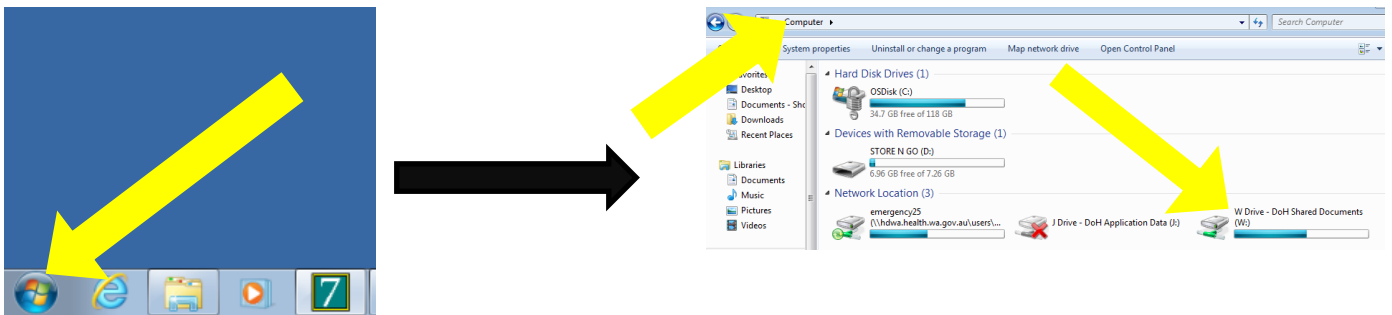 7
Computer
Search Computer
System properties Uninstall or change a program Map network drive Open Control Panel
Desktop
Documents - Sho
Downloads
Recent Places
Libraries
Documents
Music
Pictures
Videos
Hard Disk Drives (1)
OSDisk (C:)
34.7 GB free of 118 GB
Devices with Removable Storage (1)
STORE N GO (D:)
6.96 GB free of 7.26 GB
Network Location (3)
emergency25
(\\hdwa.health.wa.gov.au\users\...
J Drive - DoH Application Data (J:)
W Drive - DoH Shared Documents
(W:)